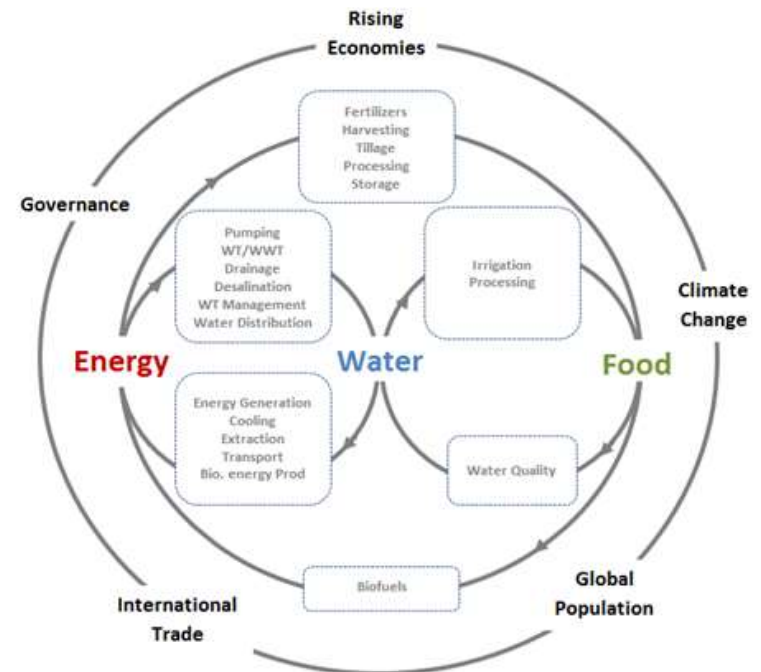 Rising
Economies
Fertilizers
Harvesting
Tillage
Processing
Storage
Governance
Pumping
WT/WWT
Drainage
Desalination
WT Management
Water Distribution
Irrigation
Processing
Climate
Change
Energy
Water
Food
Energy Generation
Cooling
Extraction
Transport
Bio. energy Prod
Water Quality
Biofuels
International
Trade
Global
Population